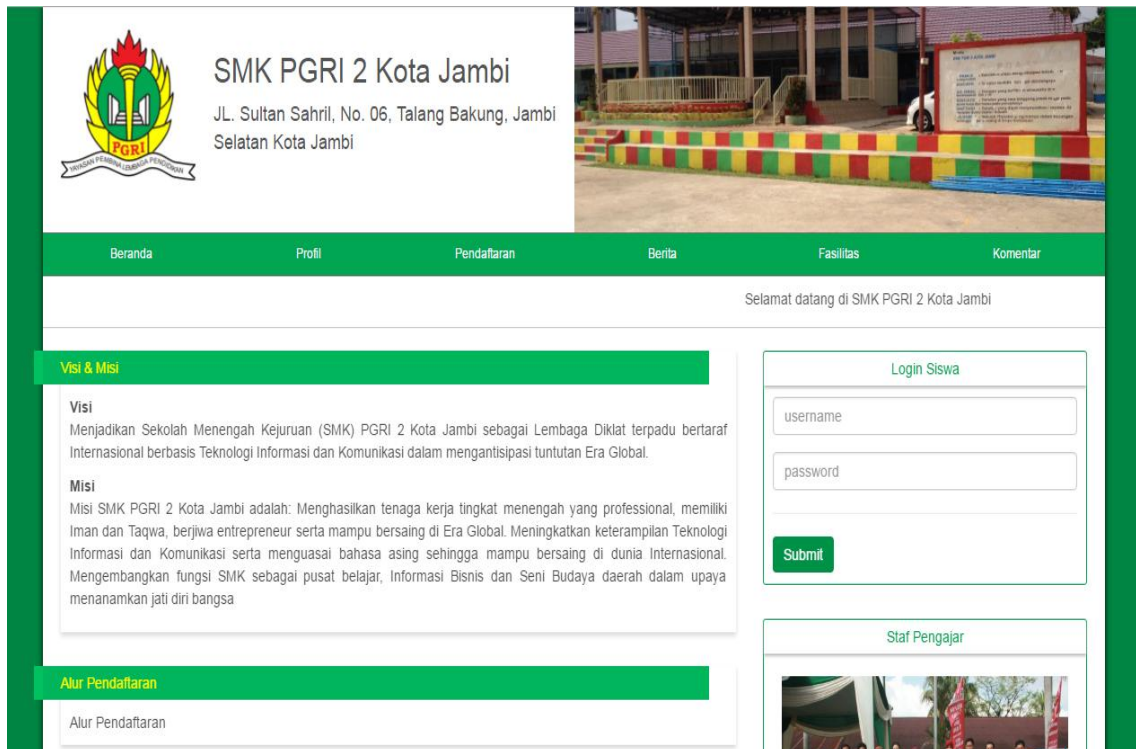 SMK PGRI 2 Kota Jambi
JL. Sultan Sahril, No. 06, Talang Bakung, Jambi
Selatan Kota Jambi
PGRI
YAYASAN PEMBINA LEMBAGA PENDIDIKAN
Beranda Profil Pendaftaran Berita Fasilitas Komentar
Selamat datang di SMK PGRI 2 Kota Jambi
Visi & Misi
Visi
Menjadikan Sekolah Menengah Kejuruan (SMK) PGRI 2 Kota Jambi sebagai Lembaga Diklat terpadu bertaraf
Internasional berbasis Teknologi Informasi dan Komunikasi dalam mengantisipasi tuntutan Era Global.
Misi
Misi SMK PGRI 2 Kota Jambi adalah: Menghasilkan tenaga kerja tingkat menengah yang professional, memiliki
Iman dan Taqwa, berjiwa entrepreneur serta mampu bersaing di Era Global. Meningkatkan keterampilan Teknologi
Informasi dan Komunikasi serta menguasai bahasa asing sehingga mampu bersaing di dunia Internasional.
Mengembangkan fungsi SMK sebagai pusat belajar, Informasi Bisnis dan Seni Budaya daerah dalam upaya
menanamkan jati diri bangsa
Alur Pendaftaran
Alur Pendaftaran
Login Siswa
username
password
Submit
Staf Pengajar